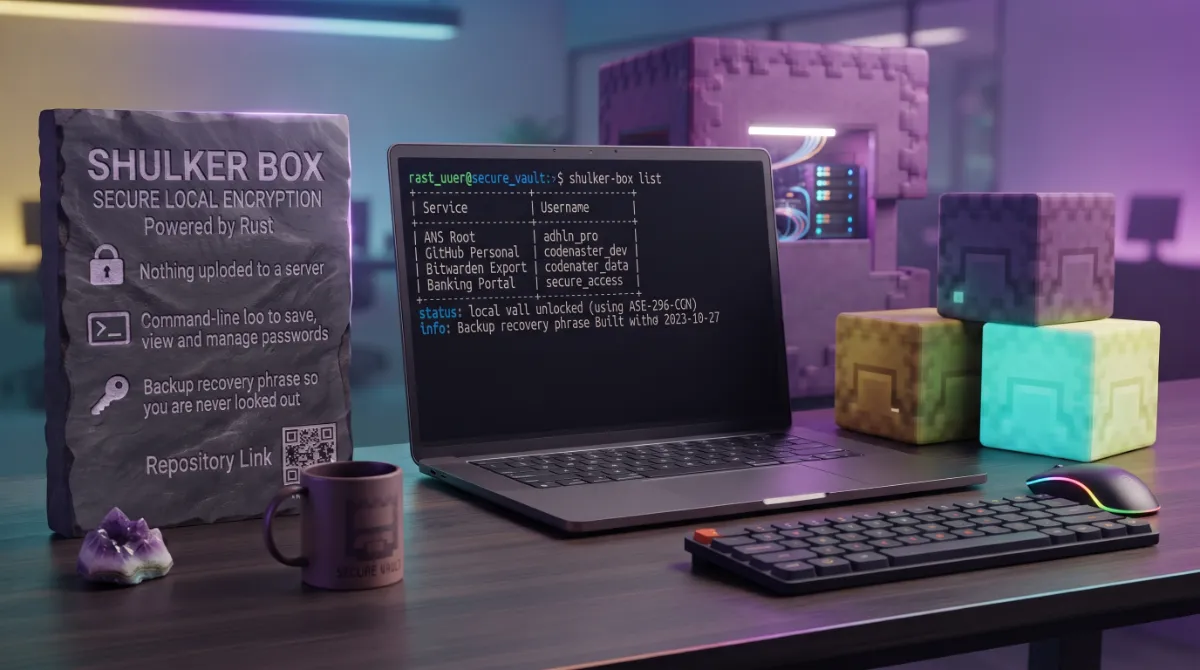 SHULKER BOX
SECURE LOCAL ENCRYPTION
Powered by Rust
Nothing uploded to a server
Command-line loo to save,
view and manage passwords
Backup recovery phrase so
you are never looked out
Repository Link
rast_uuer@secure_vault:>$ shulker-box list
Service | Username
ANS Root | adhln_pro
GitHub Personal | codenaster_dev
Bitwarden Export | codenater_data
Banking Portal | secure_access
status: local vall unlocked (using ASE-296-CGN)
info: Backup recovery phrase Built withɘ 2023-10-27
SECURE VAULT